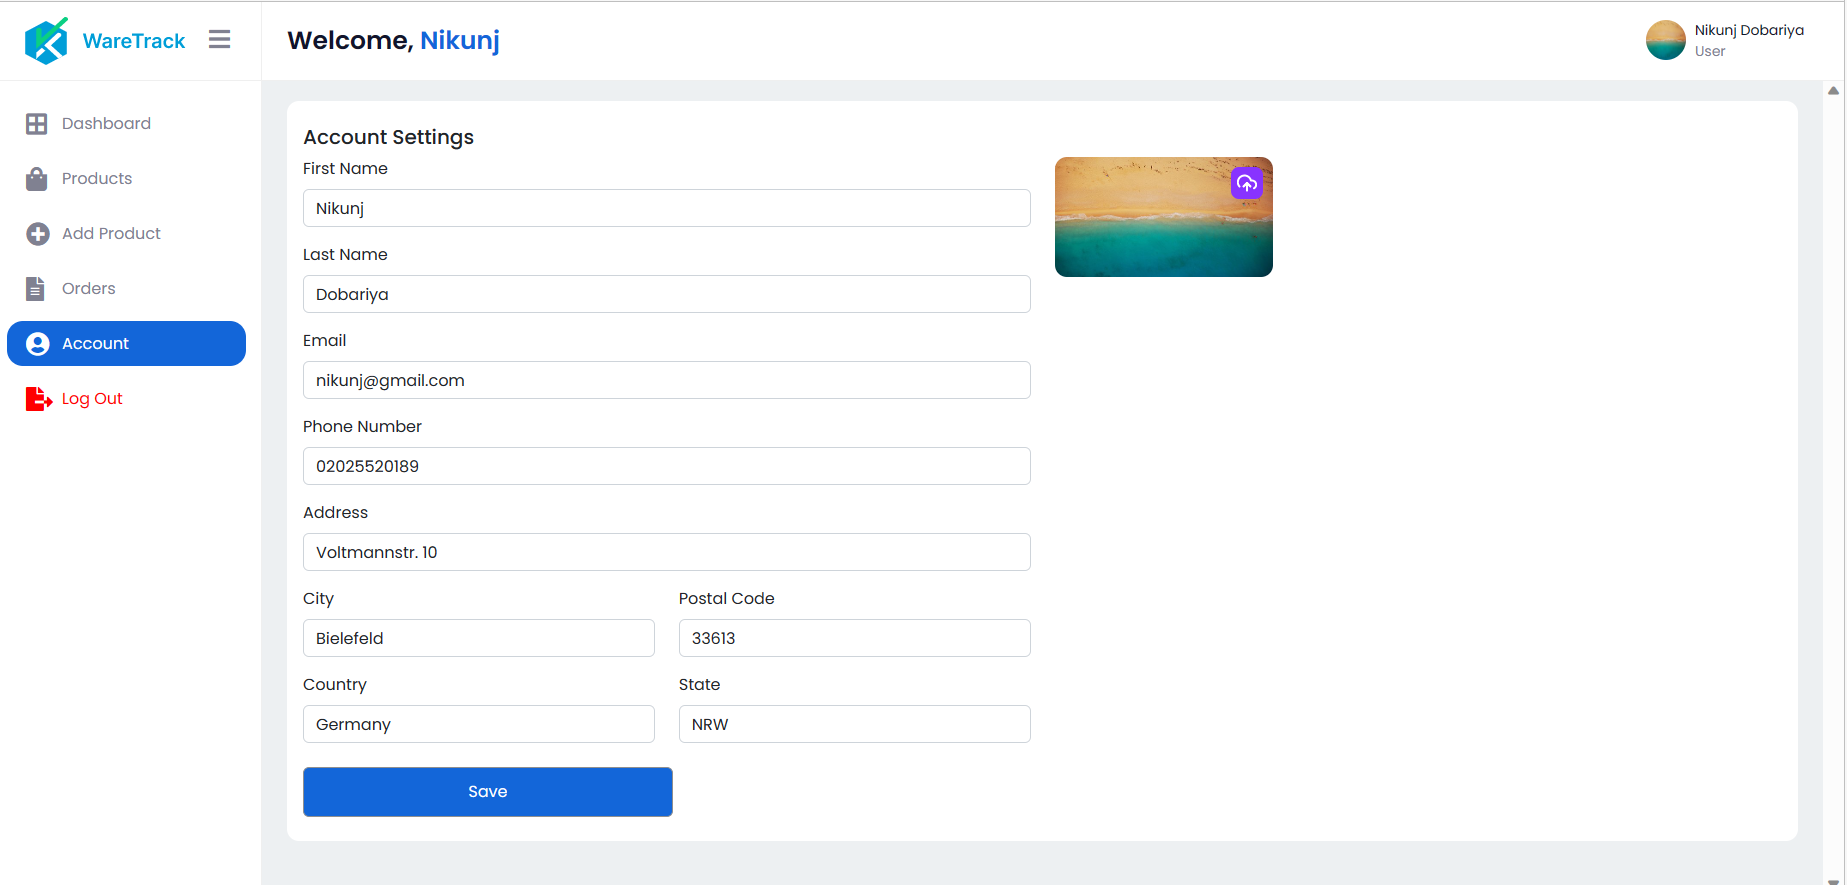 WareTrack
Welcome, Nikunj
Nikunj Dobariya
User
Dashboard
Products
Add Product
Orders
Account
Log Out
Account Settings
First Name
Nikunj
Last Name
Dobariya
Email
nikunj@gmail.com
Phone Number
02025520189
Address
Voltmannstr. 10
City
Postal Code
Bielefeld
33613
Country
State
Germany
NRW
Save